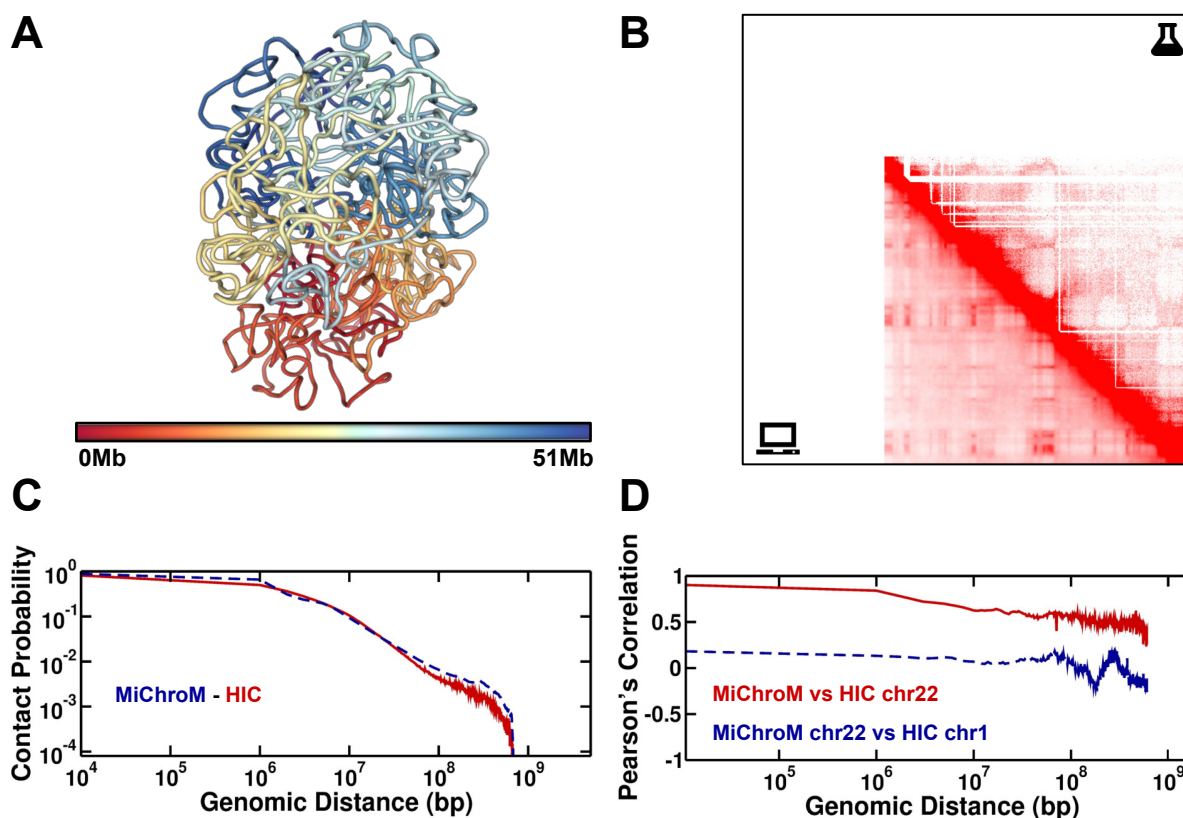 A
B
0Mb
51Mb
C
D
Contact Probability
10^0
10^-1
10^-2
10^-3
10^-4
MiChroM - HIC
10^4
10^5
10^6
10^7
10^8
10^9
Genomic Distance (bp)
Pearson's Correlation
1
0.5
0
-0.5
-1
MiChroM vs HIC chr22
MiChroM chr22 vs HIC chr1
10^5
10^6
10^7
10^8
10^9
Genomic Distance (bp)